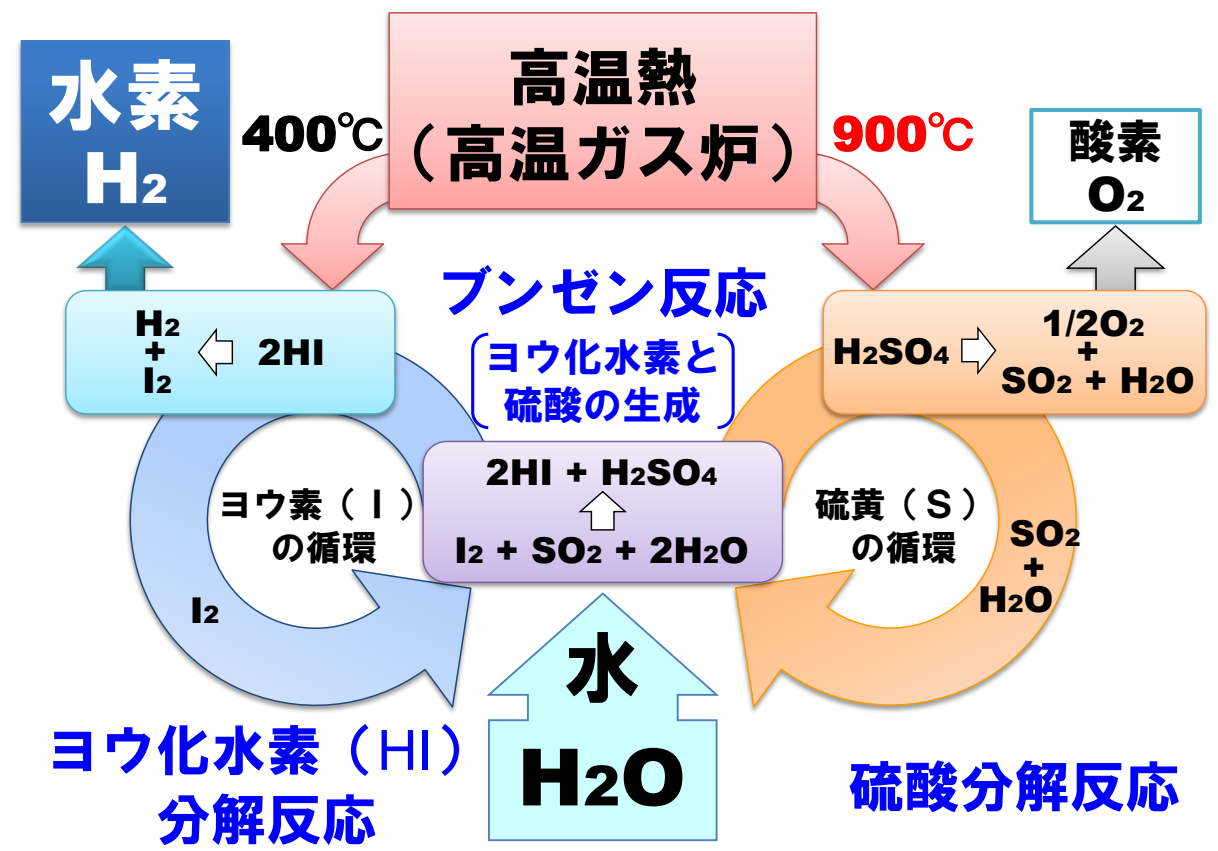 水素
H2
400℃
高温熱
（高温ガス炉）
900℃
酸素
O2
H2
+
I2
2HI
ブンゼン反応
ヨウ化水素と
硫酸の生成
H2SO4
1/2O2
+
SO2 + H2O
2HI + H2SO4
I2 + SO2 + 2H2O
ヨウ素（Ｉ）
の循環
I2
硫黄（Ｓ）
の循環
SO2
+
H2O
水
H2O
ヨウ化水素（HI）
分解反応
硫酸分解反応